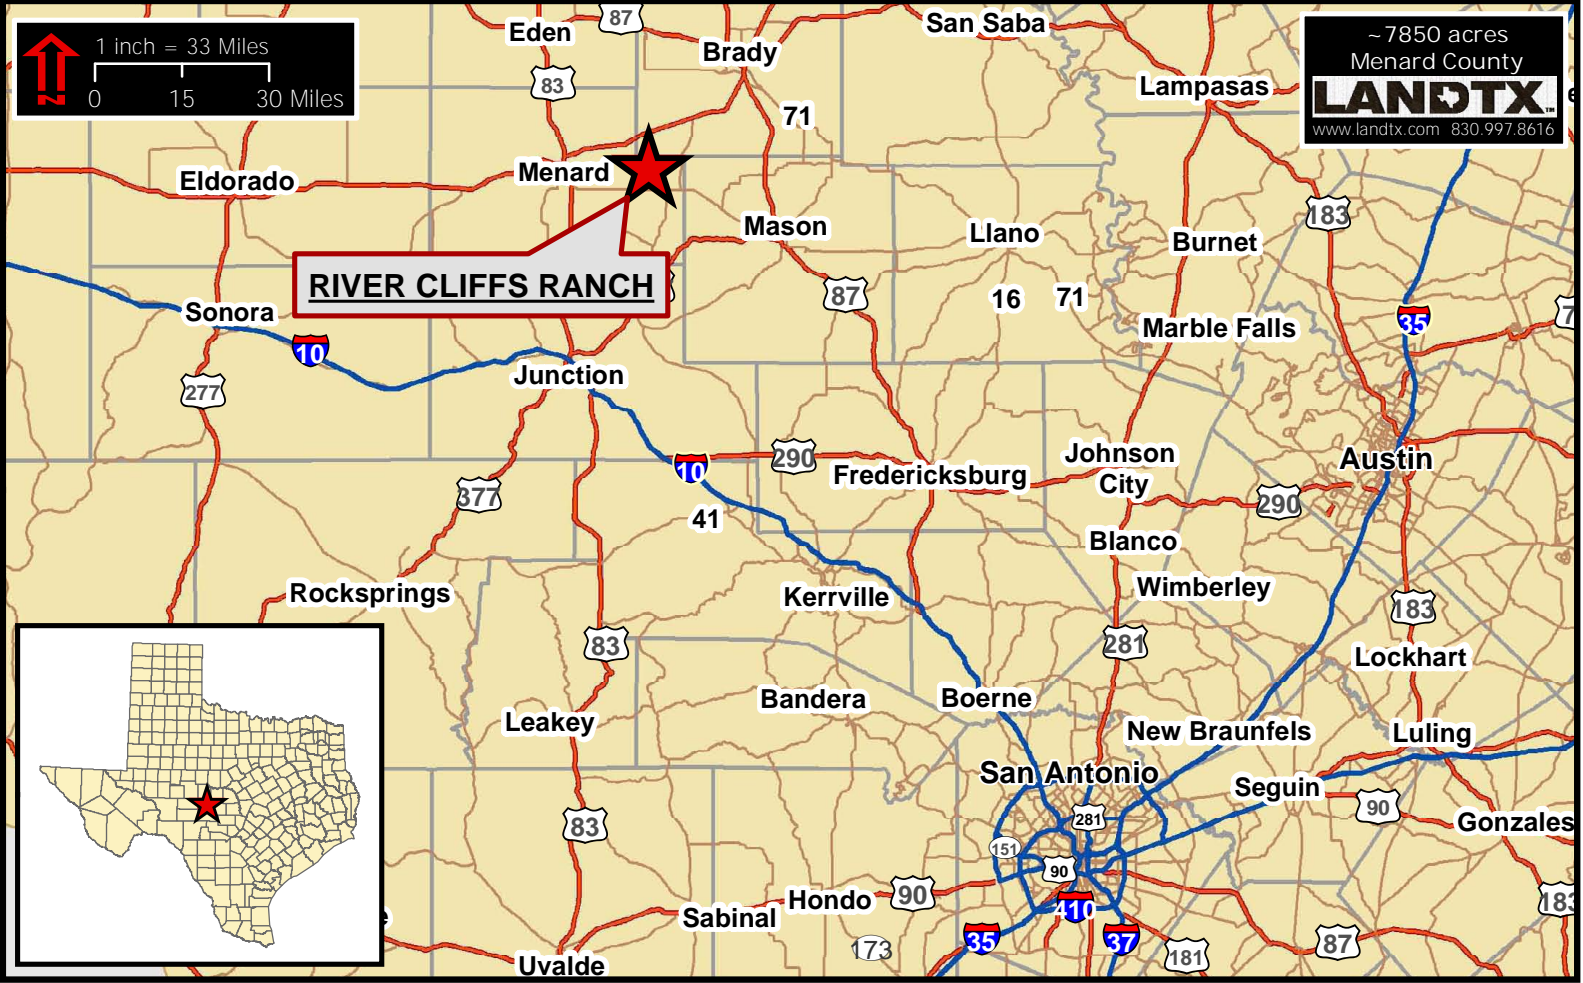 1 inch = 33 Miles
N
0 15 30 Miles
~7850 acres
Menard County
LANDTX™
www.landtx.com 830.997.8616
87
Eden
San Saba
Brady
83
Lampasas
71
Menard
Eldorado
183
Mason
Llano
Burnet
RIVER CLIFFS RANCH
87
16
71
Sonora
Marble Falls
35
10
Junction
277
Johnson
City
10
290
Fredericksburg
Austin
377
290
41
Blanco
Rocksprings
Kerrville
Wimberley
183
83
281
Lockhart
Bandera
Boerne
Leakey
New Braunfels
Luling
San Antonio
Seguin
90
83
281
Gonzales
151
90
Hondo
90
183
Sabinal
410
173
35
37
87
181
Uvalde